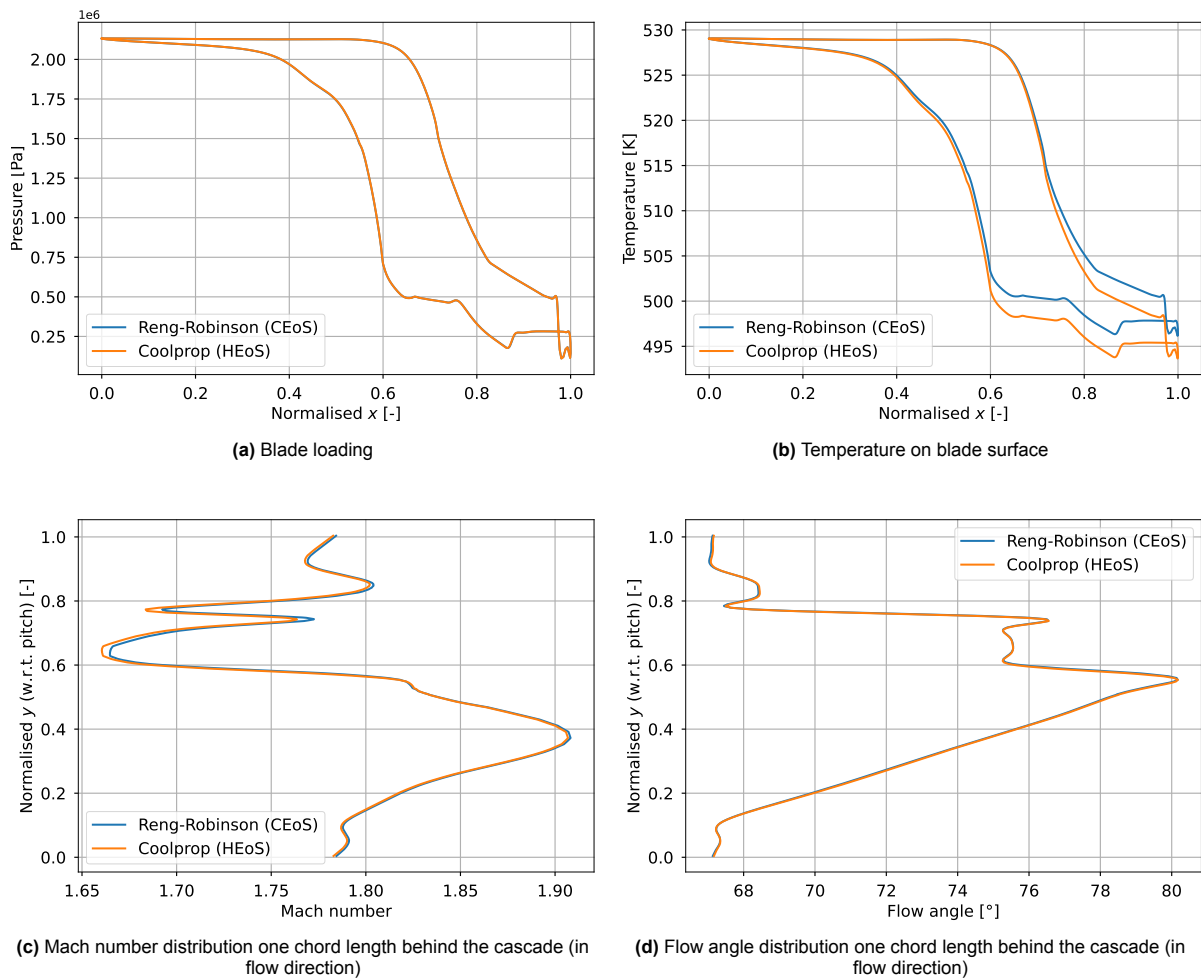 1e6
2.00
1.75
1.50
1.25
1.00
0.75
0.50
0.25
Pressure [Pa]
Reng-Robinson (CEoS)
Coolprop (HEoS)
0.0 0.2 0.4 0.6 0.8 1.0
Normalised x [-]
(a) Blade loading
530
525
520
515
510
505
500
495
Temperature [K]
Reng-Robinson (CEoS)
Coolprop (HEoS)
0.0 0.2 0.4 0.6 0.8 1.0
Normalised x [-]
(b) Temperature on blade surface
1.0
0.8
0.6
0.4
0.2
0.0
Normalised y (w.r.t. pitch) [-]
Reng-Robinson (CEoS)
Coolprop (HEoS)
1.65 1.70 1.75 1.80 1.85 1.90
Mach number
(c) Mach number distribution one chord length behind the cascade (in
flow direction)
Reng-Robinson (CEoS)
Coolprop (HEoS)
1.0
0.8
0.6
0.4
0.2
0.0
Normalised y (w.r.t. pitch) [-]
68 70 72 74 76 78 80
Flow angle [°]
(d) Flow angle distribution one chord length behind the cascade (in
flow direction)